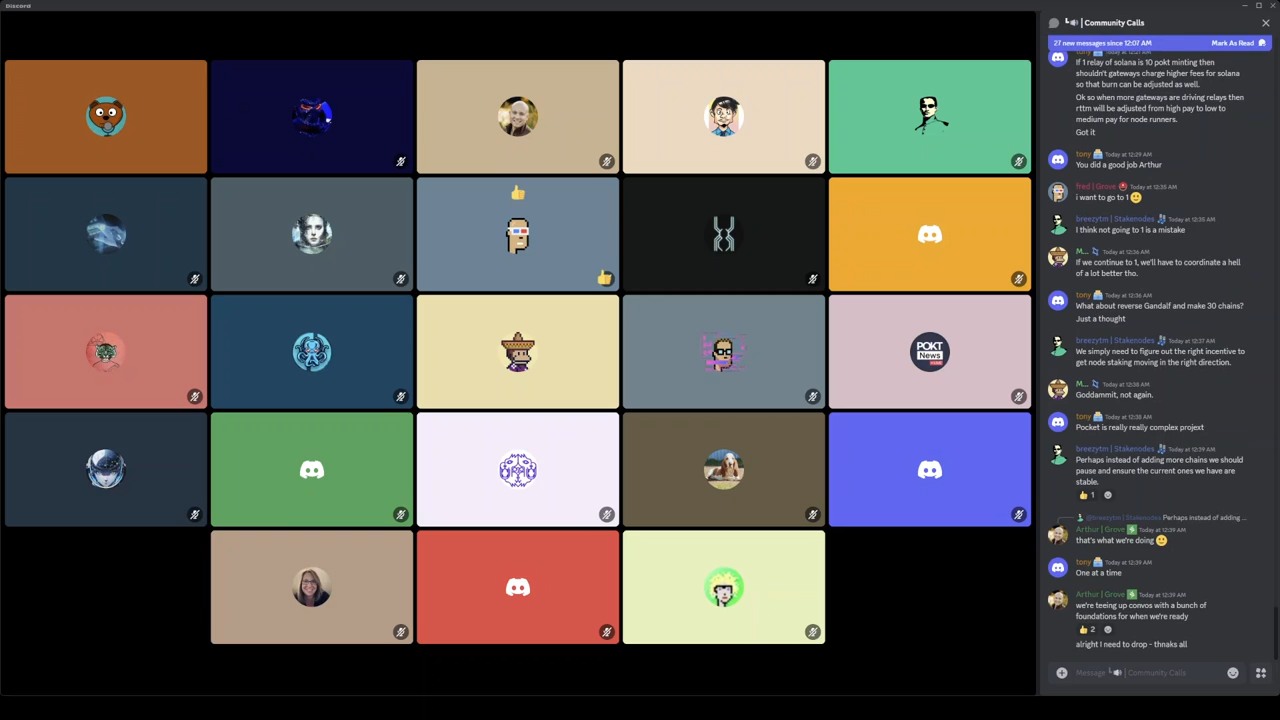 Discord
Community Calls
27 new messages since 12:07 AM
Mark As Read
If 1 relay of solana is 10 pokt minting then
shouldn't gateways charge higher fees for solana
so that burn can be adjusted as well.
Ok so when more gateways are driving relays then
rttm will be adjusted from high pay to low to
medium pay for node runners.
Got it
tony Today at 12:29 AM
You did a good job Arthur
fred | Grove Today at 12:35 AM
i want to go to 1
breezytm | Stakenodes Today at 12:35 AM
I think not going to 1 is a mistake
M... Today at 12:36 AM
If we continue to 1, we'll have to coordinate a hell
of a lot better tho.
tony Today at 12:36 AM
What about reverse Gandalf and make 30 chains?
Just a thought
breezytm | Stakenodes Today at 12:37 AM
We simply need to figure out the right incentive to
get node staking moving in the right direction.
M... Today at 12:38 AM
Goddammit, not again.
tony Today at 12:38 AM
Pocket is really really complex projext
breezytm | Stakenodes Today at 12:39 AM
Perhaps instead of adding more chains we should
pause and ensure the current ones we have are
stable.
1
@breezytm | Stakenodes Perhaps instead of adding ...
Arthur | Grove Today at 12:39 AM
that's what we're doing
tony Today at 12:39 AM
One at a time
Arthur | Grove Today at 12:39 AM
we're teeing up convos with a bunch of
foundations for when we're ready
2
alright I need to drop - thnaks all
Message Community Calls
POKT
News